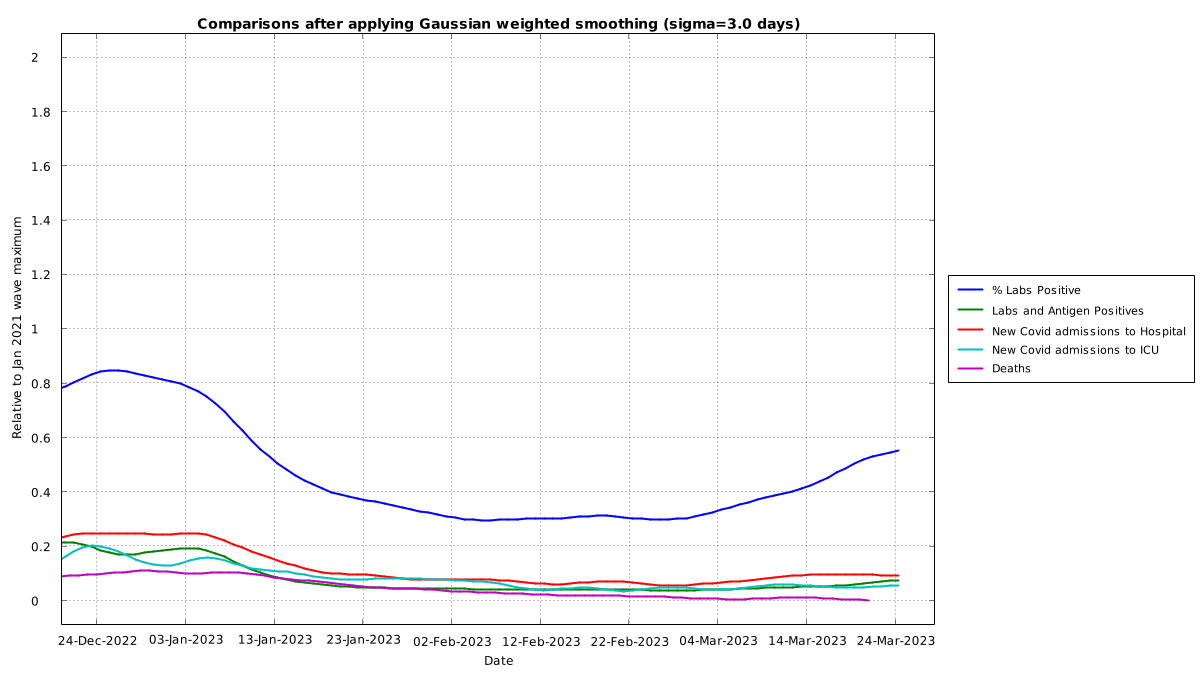 Comparisons after applying Gaussian weighted smoothing (sigma=3.0 days)
Relative to Jan 2021 wave maximum
2
1.8
1.6
1.4
1.2
1
0.8
0.6
0.4
0.2
0
24-Dec-2022 03-Jan-2023 13-Jan-2023 23-Jan-2023 02-Feb-2023 12-Feb-2023 22-Feb-2023 04-Mar-2023 14-Mar-2023 24-Mar-2023
Date
% Labs Positive
Labs and Antigen Positives
New Covid admissions to Hospital
New Covid admissions to ICU
Deaths